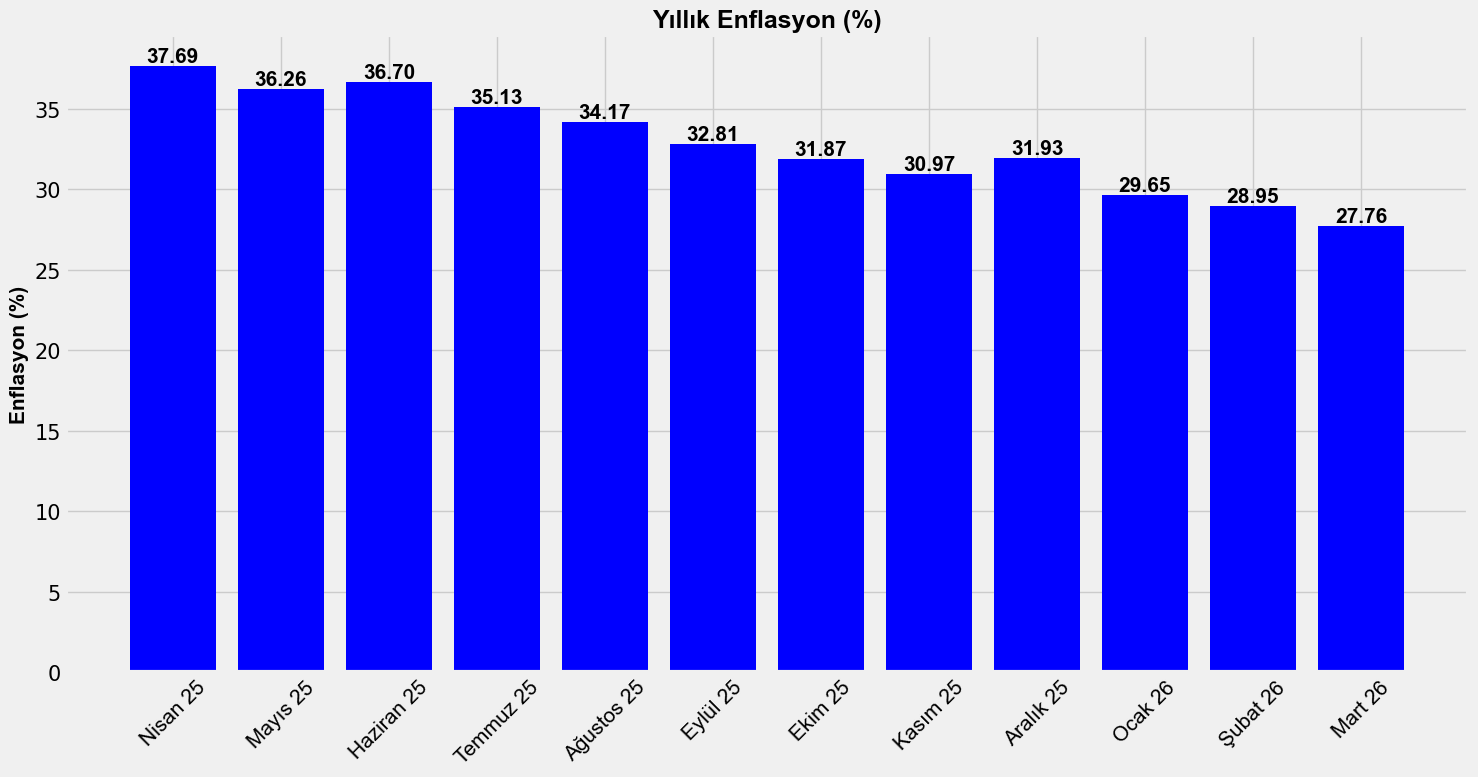 Yıllık Enflasyon (%)
Enflasyon (%)
35
30
25
20
15
10
5
0
37.69
36.26
36.70
35.13
34.17
32.81
31.87
30.97
31.93
29.65
28.95
27.76
Nisan 25
Mayıs 25
Haziran 25
Temmuz 25
Ağustos 25
Eylül 25
Ekim 25
Kasım 25
Aralık 25
Ocak 26
Şubat 26
Mart 26